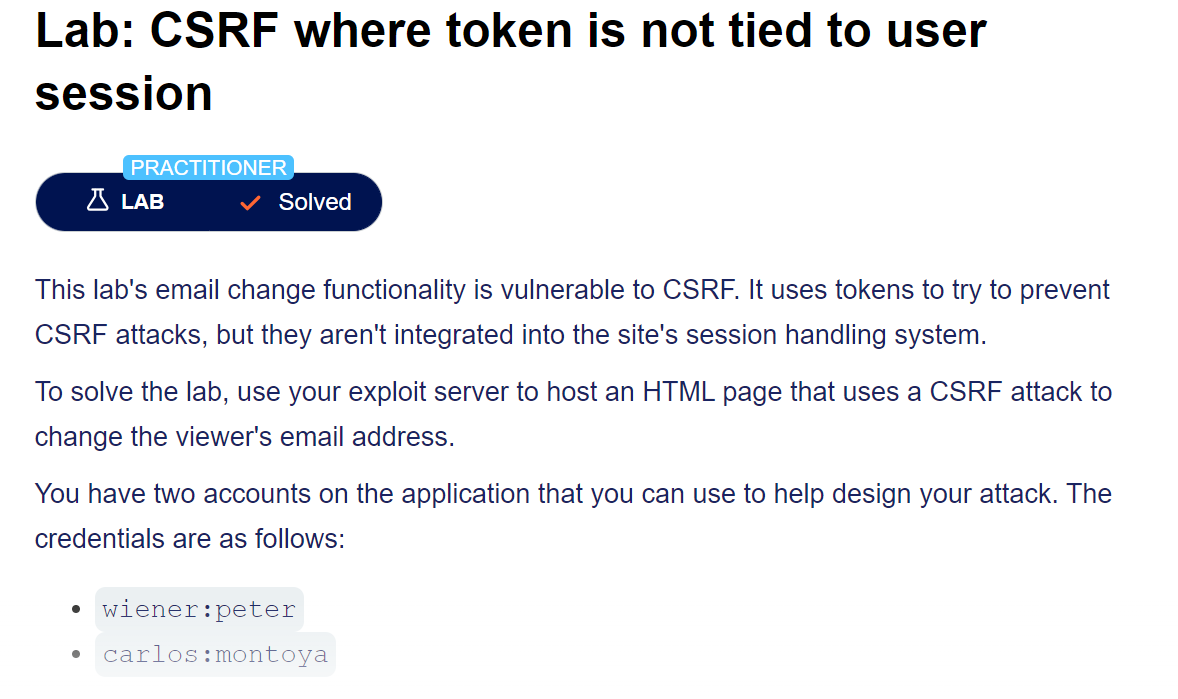 Lab: CSRF where token is not tied to user
session
PRACTITIONER
LAB Solved
This lab's email change functionality is vulnerable to CSRF. It uses tokens to try to prevent
CSRF attacks, but they aren't integrated into the site's session handling system.
To solve the lab, use your exploit server to host an HTML page that uses a CSRF attack to
change the viewer's email address.
You have two accounts on the application that you can use to help design your attack. The
credentials are as follows:
wiener:peter
carlos:montoya